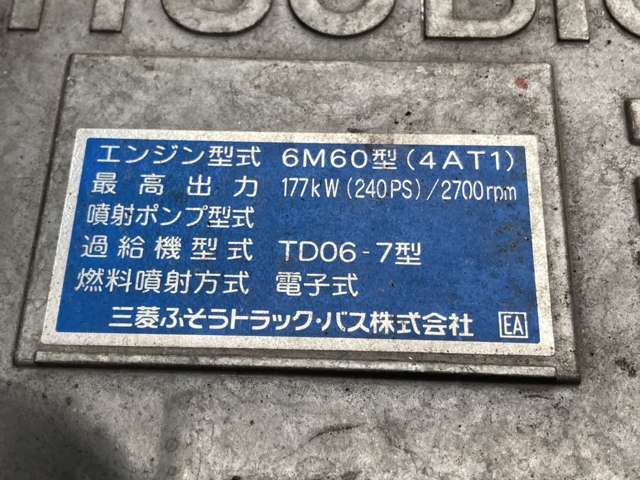 エンジン型式 6M60型(4AT1)
最高出力 177kW(240PS)/2700rpm
噴射ポンプ型式
過給機型式 TD06-7型
燃料噴射方式 電子式
三菱ふそうトラック・バス株式会社 EA